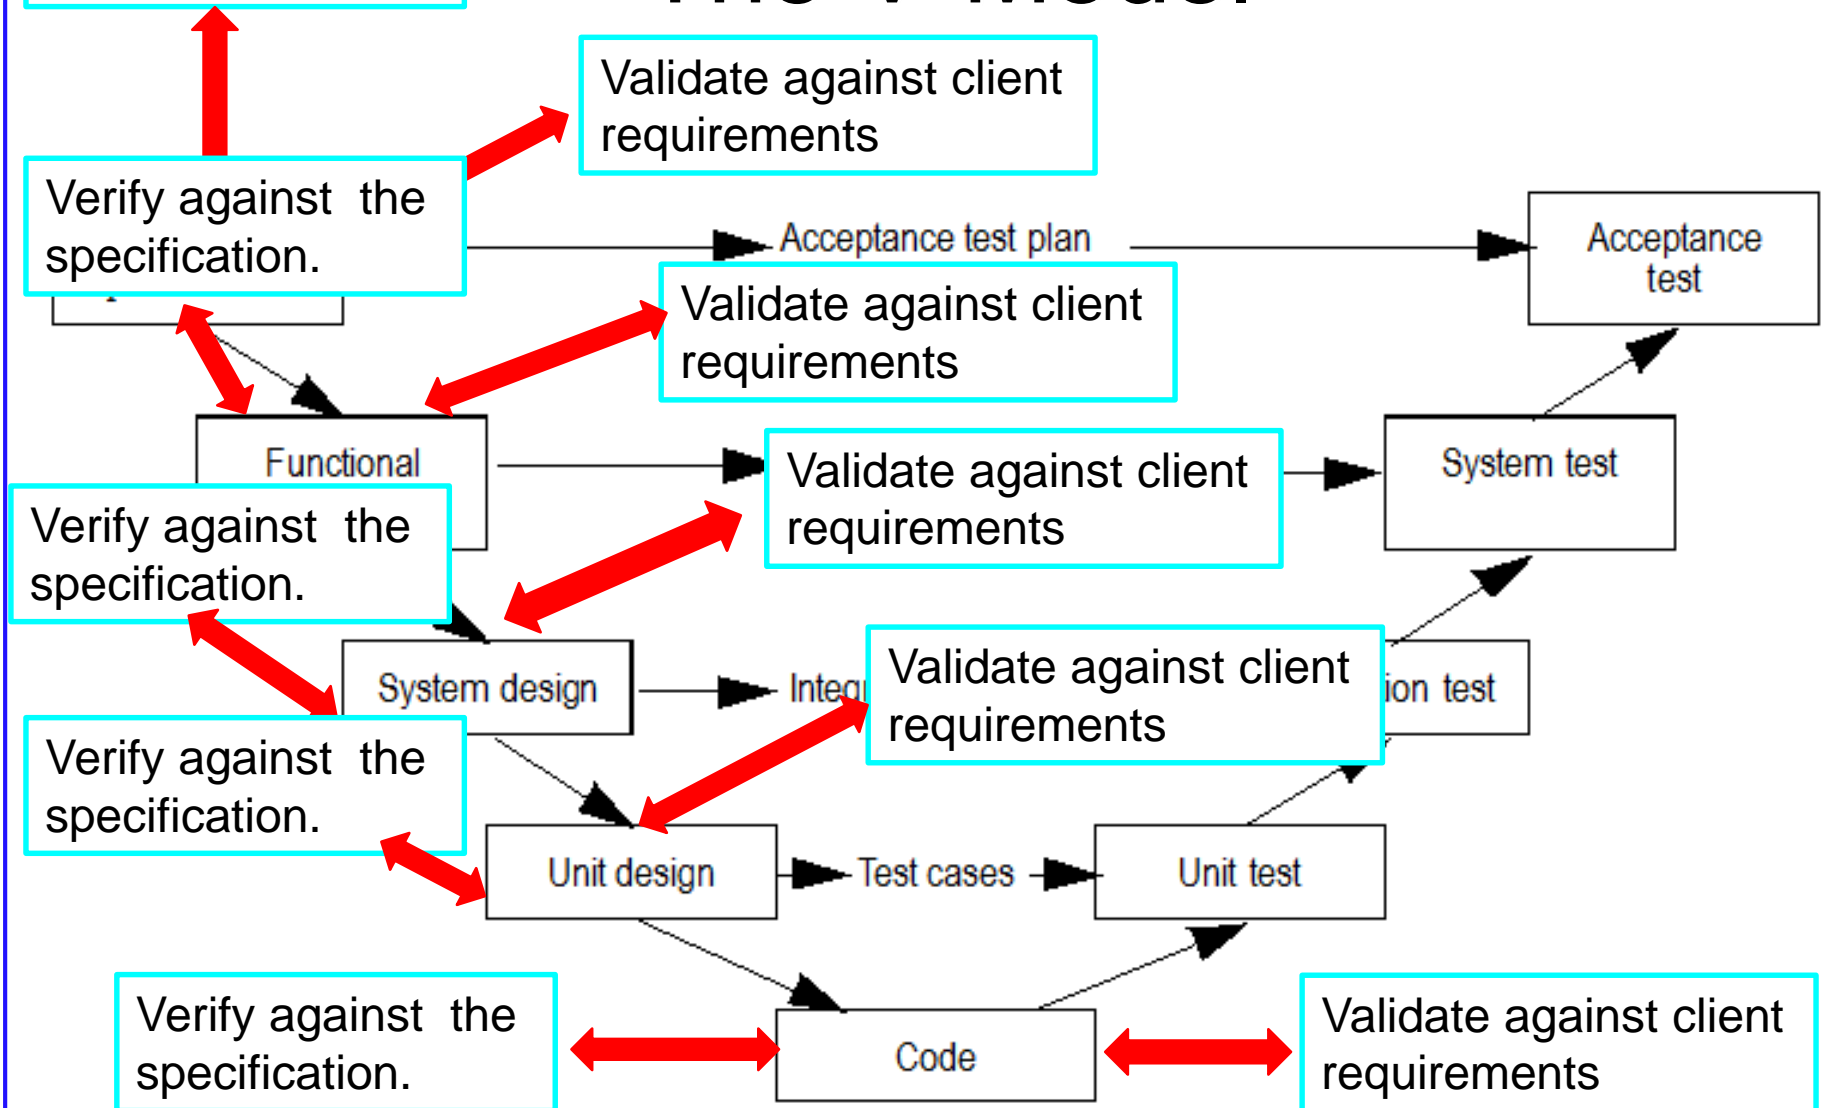 The V Model
Validate against client
requirements
Verify against the
specification.
Acceptance test plan
Acceptance
test
Validate against client
requirements
Functional
Validate against client
requirements
System test
Verify against the
specification.
System design
Validate against client
requirements
ion test
Verify against the
specification.
Unit design
Test cases
Unit test
Verify against the
specification.
Code
Validate against client
requirements